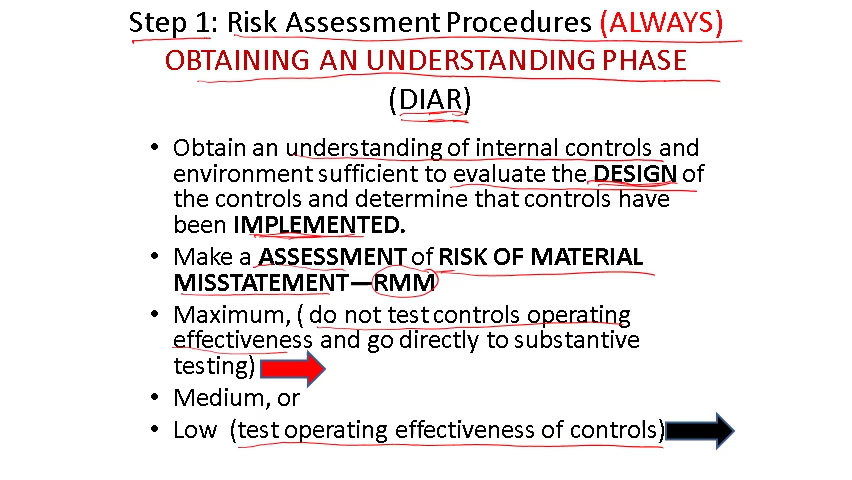 Step 1: Risk Assessment Procedures (ALWAYS)
OBTAINING AN UNDERSTANDING PHASE
(DIAR)
• Obtain an understanding of internal controls and
environment sufficient to evaluate the DESIGN of
the controls and determine that controls have
been IMPLEMENTED.
• Make a ASSESSMENT of RISK OF MATERIAL
MISSTATEMENT—RMM
• Maximum, ( do not test controls operating
effectiveness and go directly to substantive
testing)
• Medium, or
• Low (test operating effectiveness of controls)